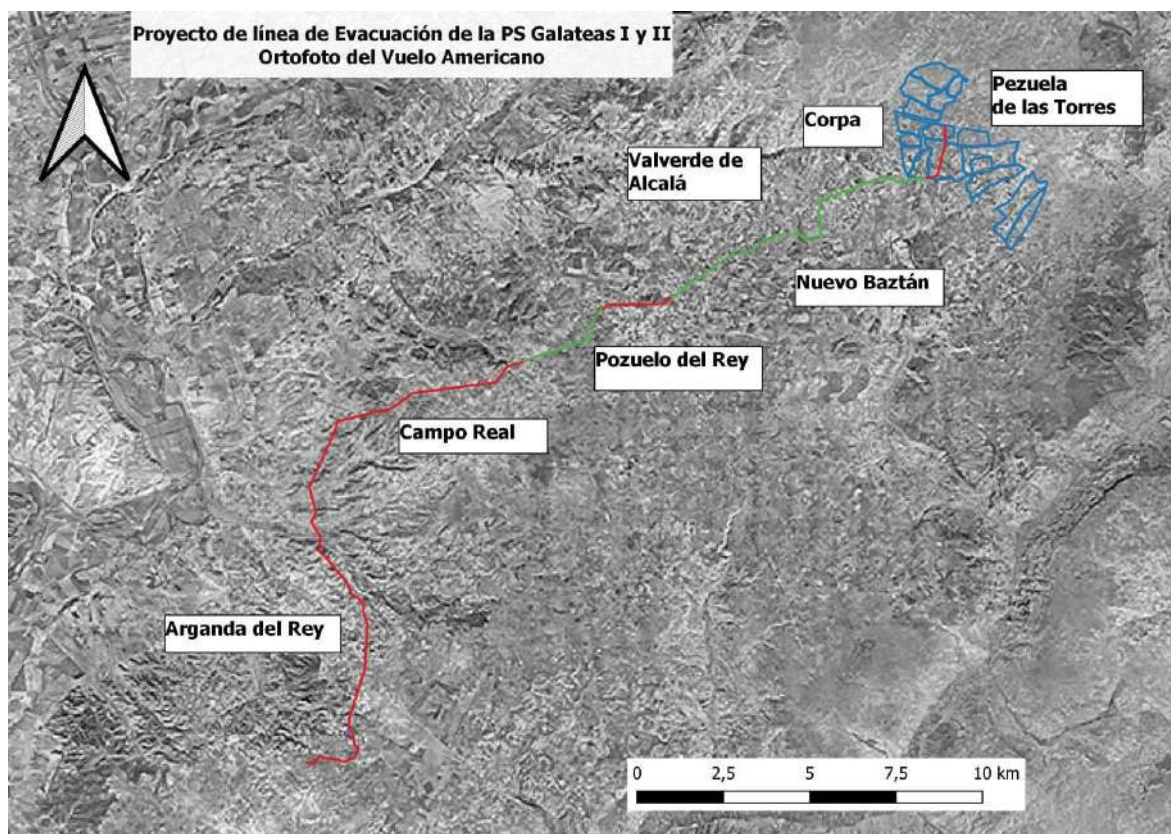 Proyecto de línea de Evacuación de la PS Galateas I y II
Ortofoto del Vuelo Americano
Pezuela
de las Torres
Corpa
Valverde de
Alcalá
Nuevo Baztán
Pozuelo del Rey
Campo Real
Arganda del Rey
0 2,5 5 7,5 10 km